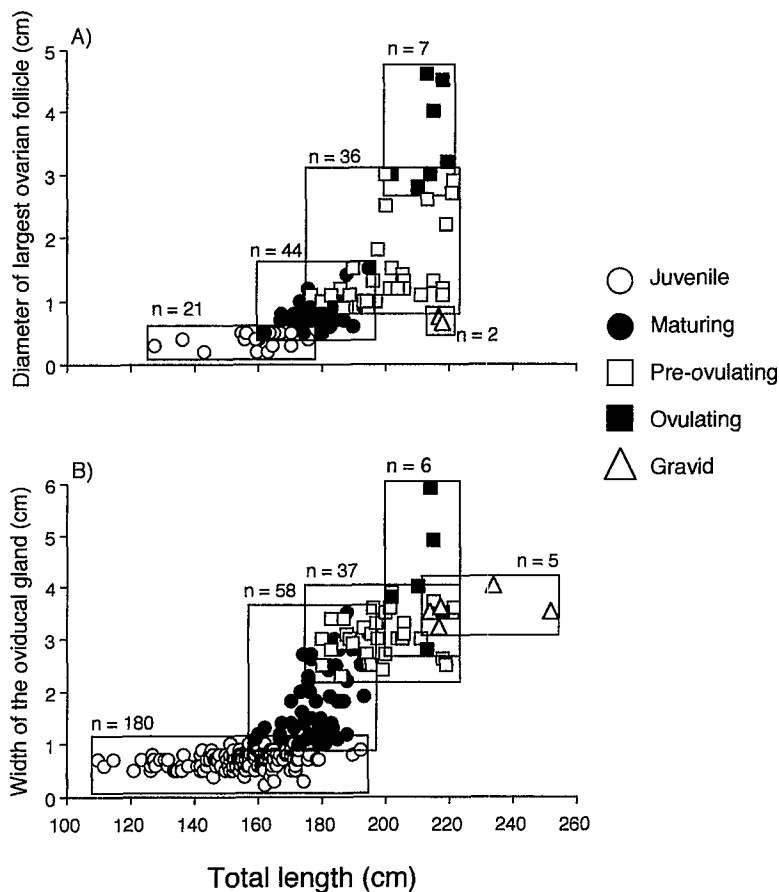 A)
Diameter of largest ovarian follicle (cm)
5
4
3
2
1
0
n = 7
n = 36
n = 44
n = 21
n = 2
Juvenile
Maturing
Pre-ovulating
Ovulating
Gravid
B)
Width of the oviducal gland (cm)
6
5
4
3
2
1
0
n = 6
n = 5
n = 37
n = 58
n = 180
100 120 140 160 180 200 220 240 260
Total length (cm)